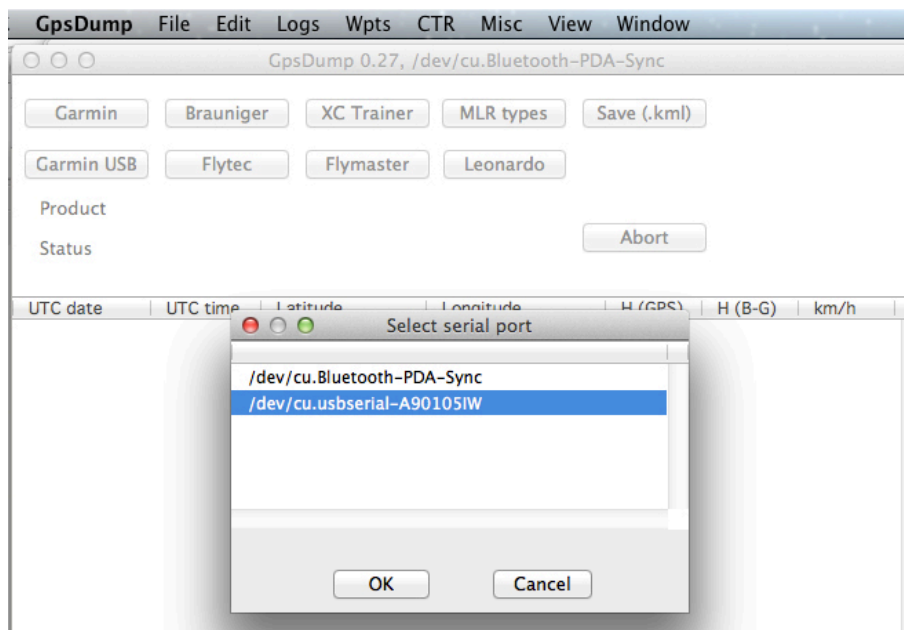 GpsDump File Edit Logs Wpts CTR Misc View Window
GpsDump 0.27, /dev/cu.Bluetooth-PDA-Sync
Garmin Brauniger XC Trainer MLR types Save (.kml)
Garmin USB Flytec Flymaster Leonardo
Product
Abort
Status
UTC date UTC time Latitude Longitude H (GPS) H (B-G) km/h
Select serial port
/dev/cu.Bluetooth-PDA-Sync
/dev/cu.usbserial-A90105IW
OK Cancel